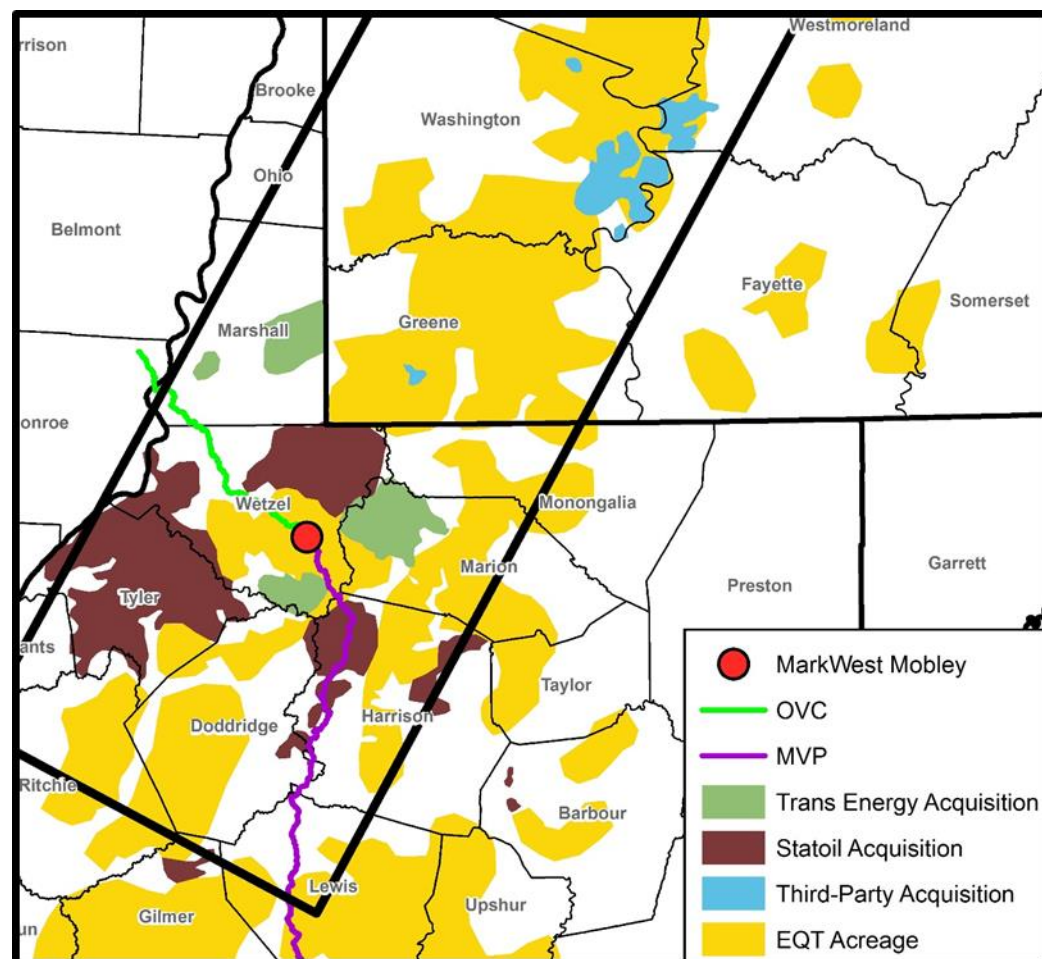 rrison
Westmoreland
Brooke
Washington
Ohio
Belmont
Fayette
Somerset
Marshall
Greene
onroe
Wetzel
Monongalia
Marion
Preston
Garrett
Tyler
ants
Taylor
Doddridge
Harrison
Ritchie
Barbour
Lewis
Upshur
Gilmer
un
MarkWest Mobley
OVC
MVP
Trans Energy Acquisition
Statoil Acquisition
Third-Party Acquisition
EQT Acreage